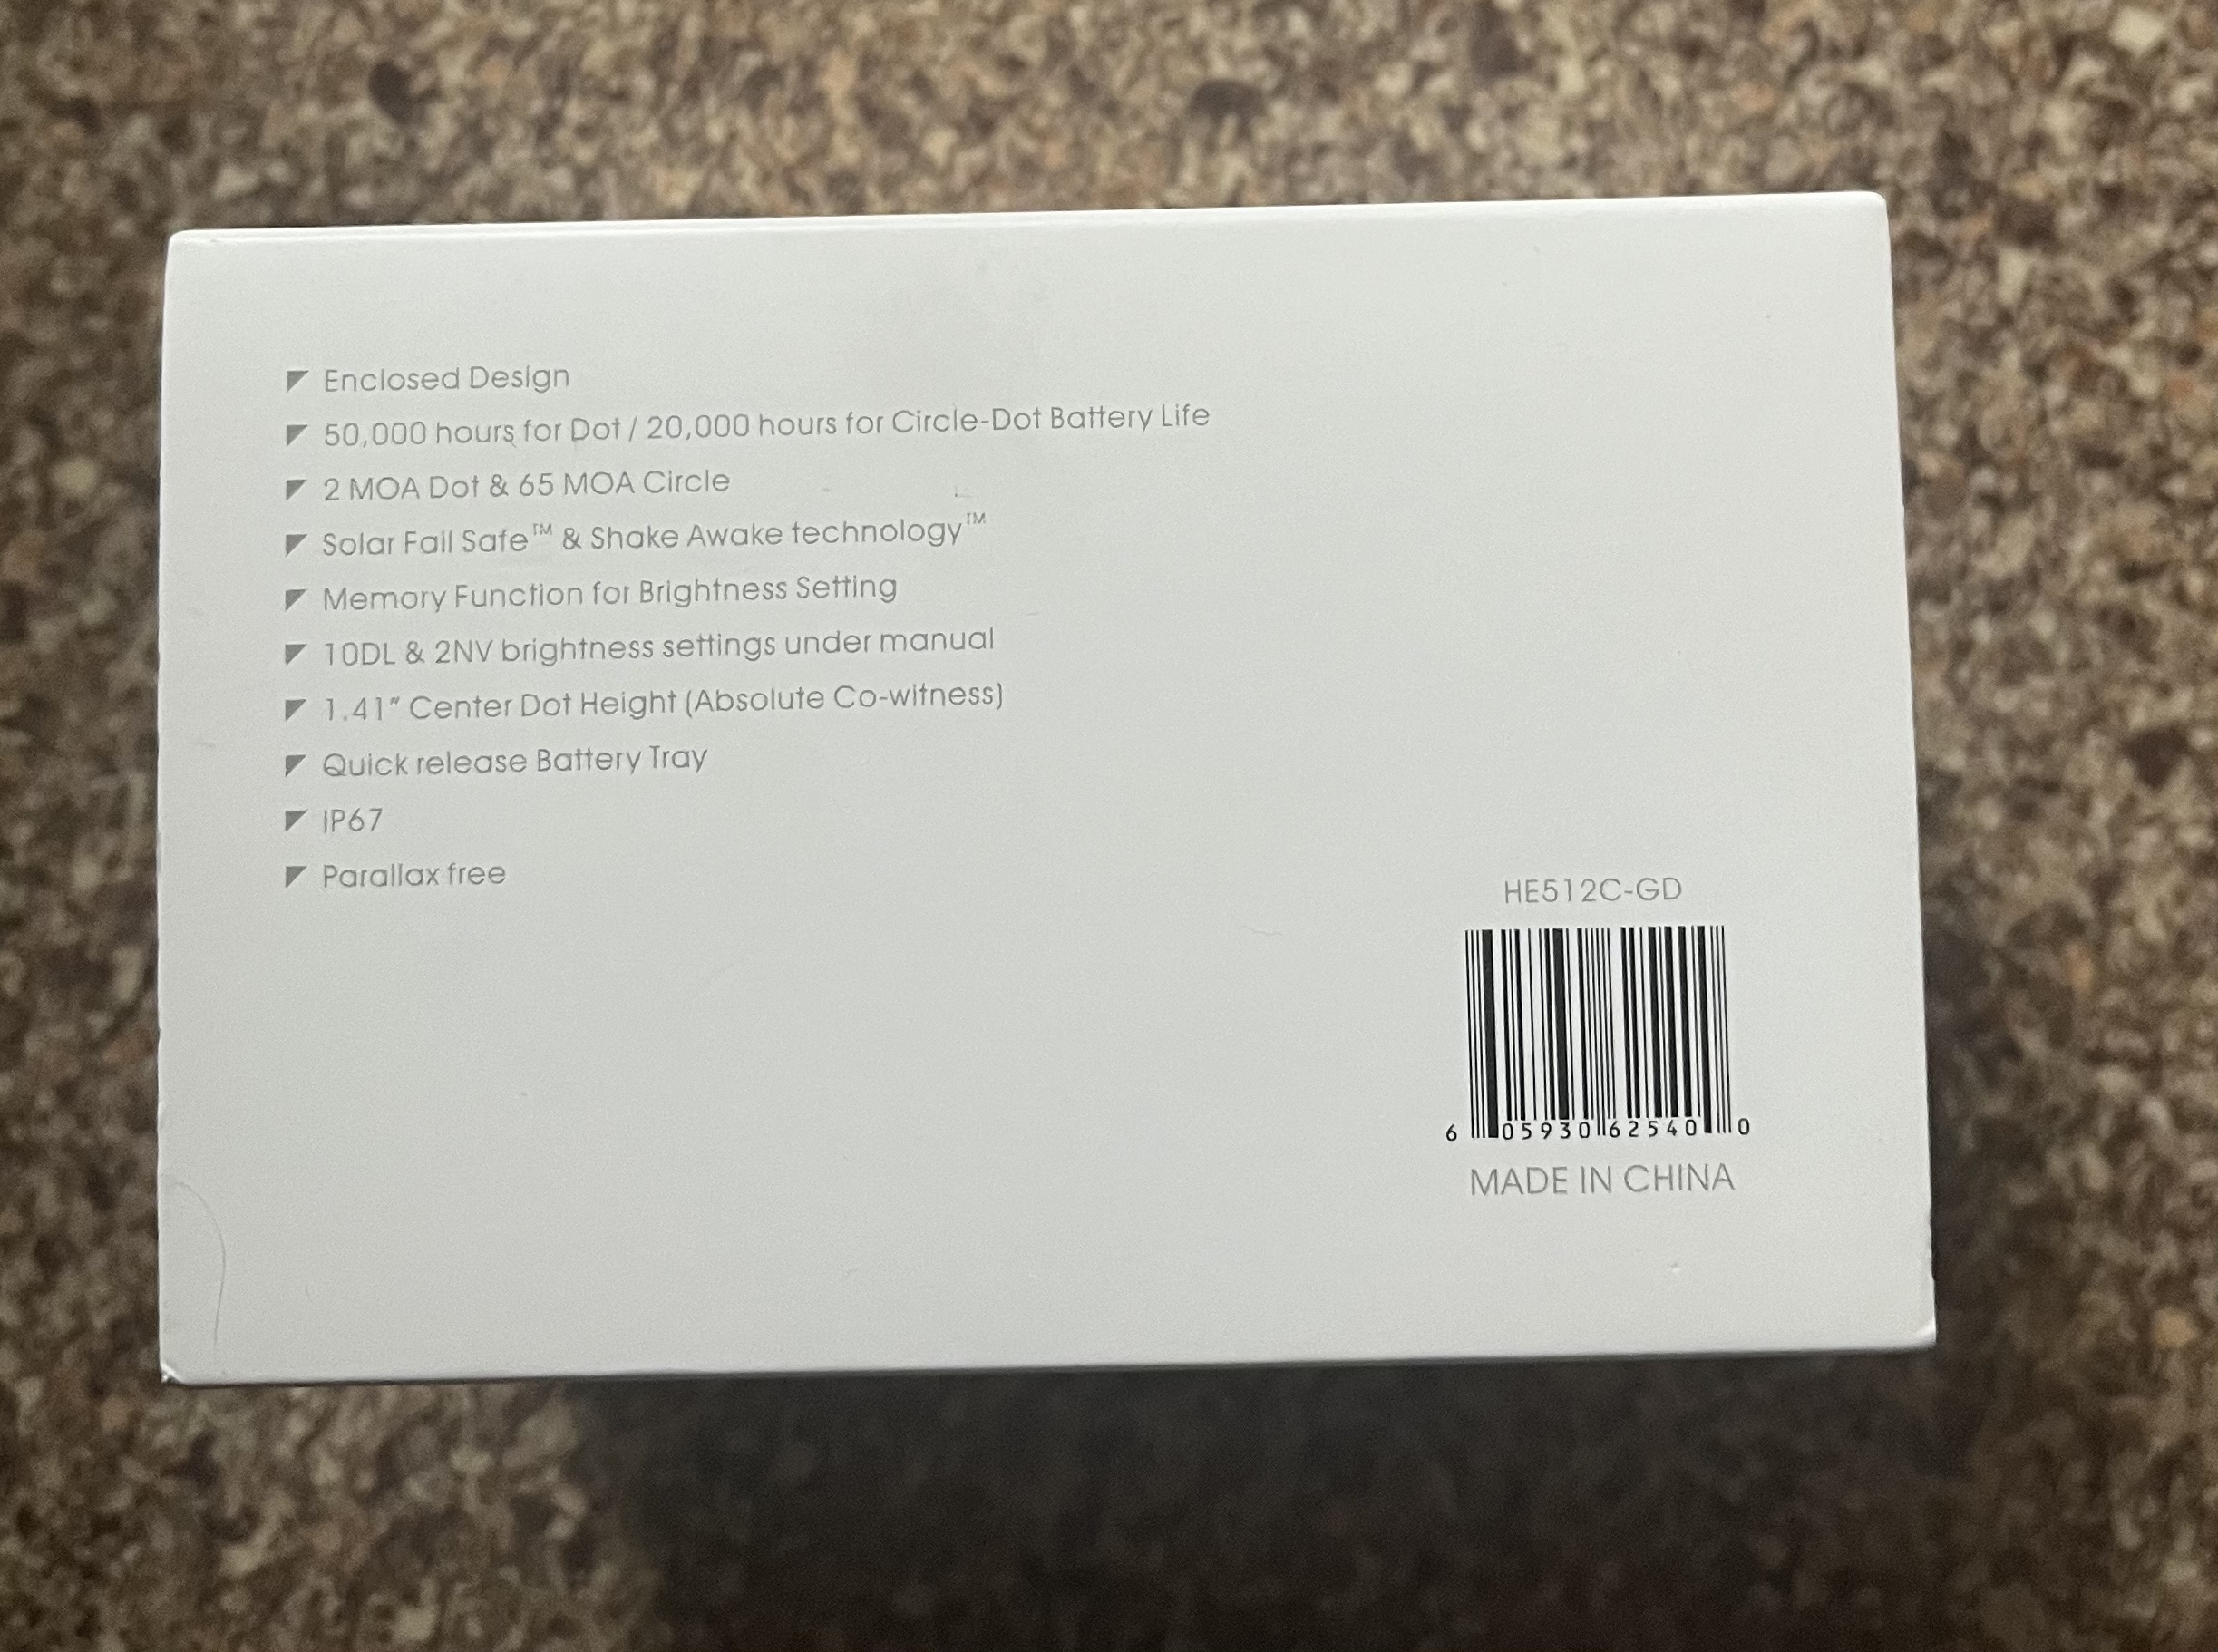 Enclosed Design
50,000 hours for Dot / 20,000 hours for Circle-Dot Battery Life
2 MOA Dot & 65 MOA Circle
Solar Fail Safe™ & Shake Awake technology™
Memory Function for Brightness Setting
10DL & 2NV brightness settings under manual
1.41" Center Dot Height (Absolute Co-witness)
Quick release Battery Tray
IP67
Parallax free
HE512C-GD
6 05930 62540 0
MADE IN CHINA